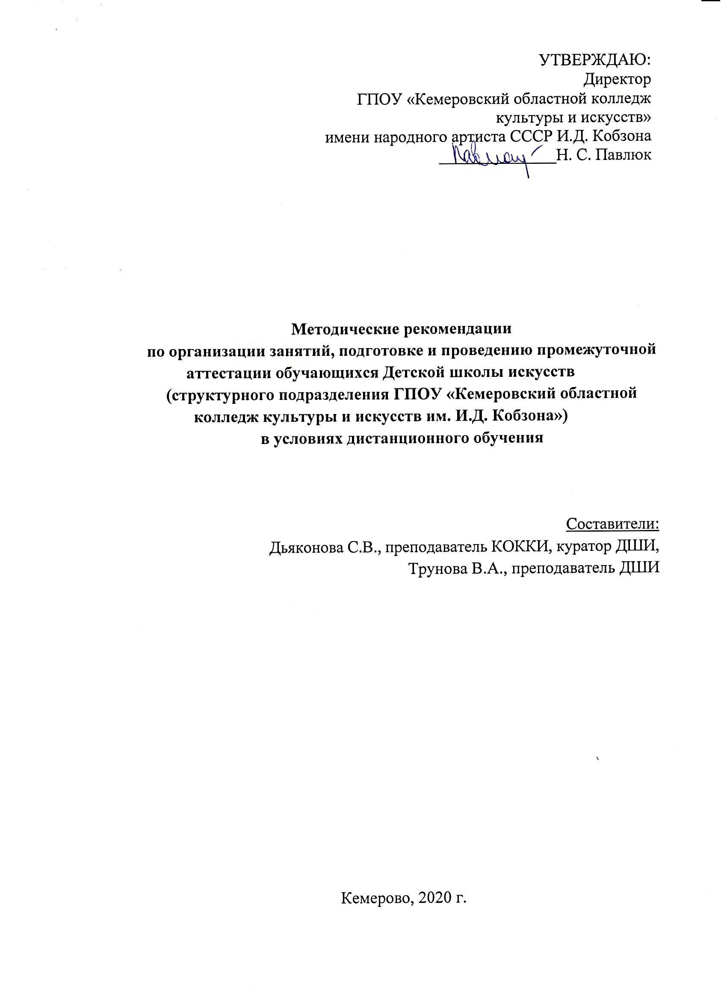 УТВЕРЖДАЮ:
Директор
ГПОУ «Кемеровский областной колледж
культуры и искусств»
имени народного артиста СССР И.Д. Кобзона
Павлюк Н. С. Павлюк
Методические рекомендации
по организации занятий, подготовке и проведению промежуточной
аттестации обучающихся Детской школы искусств
(структурного подразделения ГПОУ «Кемеровский областной
колледж культуры и искусств им. И.Д. Кобзона»)
в условиях дистанционного обучения
Составители:
Дьяконова С.В., преподаватель КОККИ, куратор ДШИ,
Трунова В.А., преподаватель ДШИ
Кемерово, 2020 г.